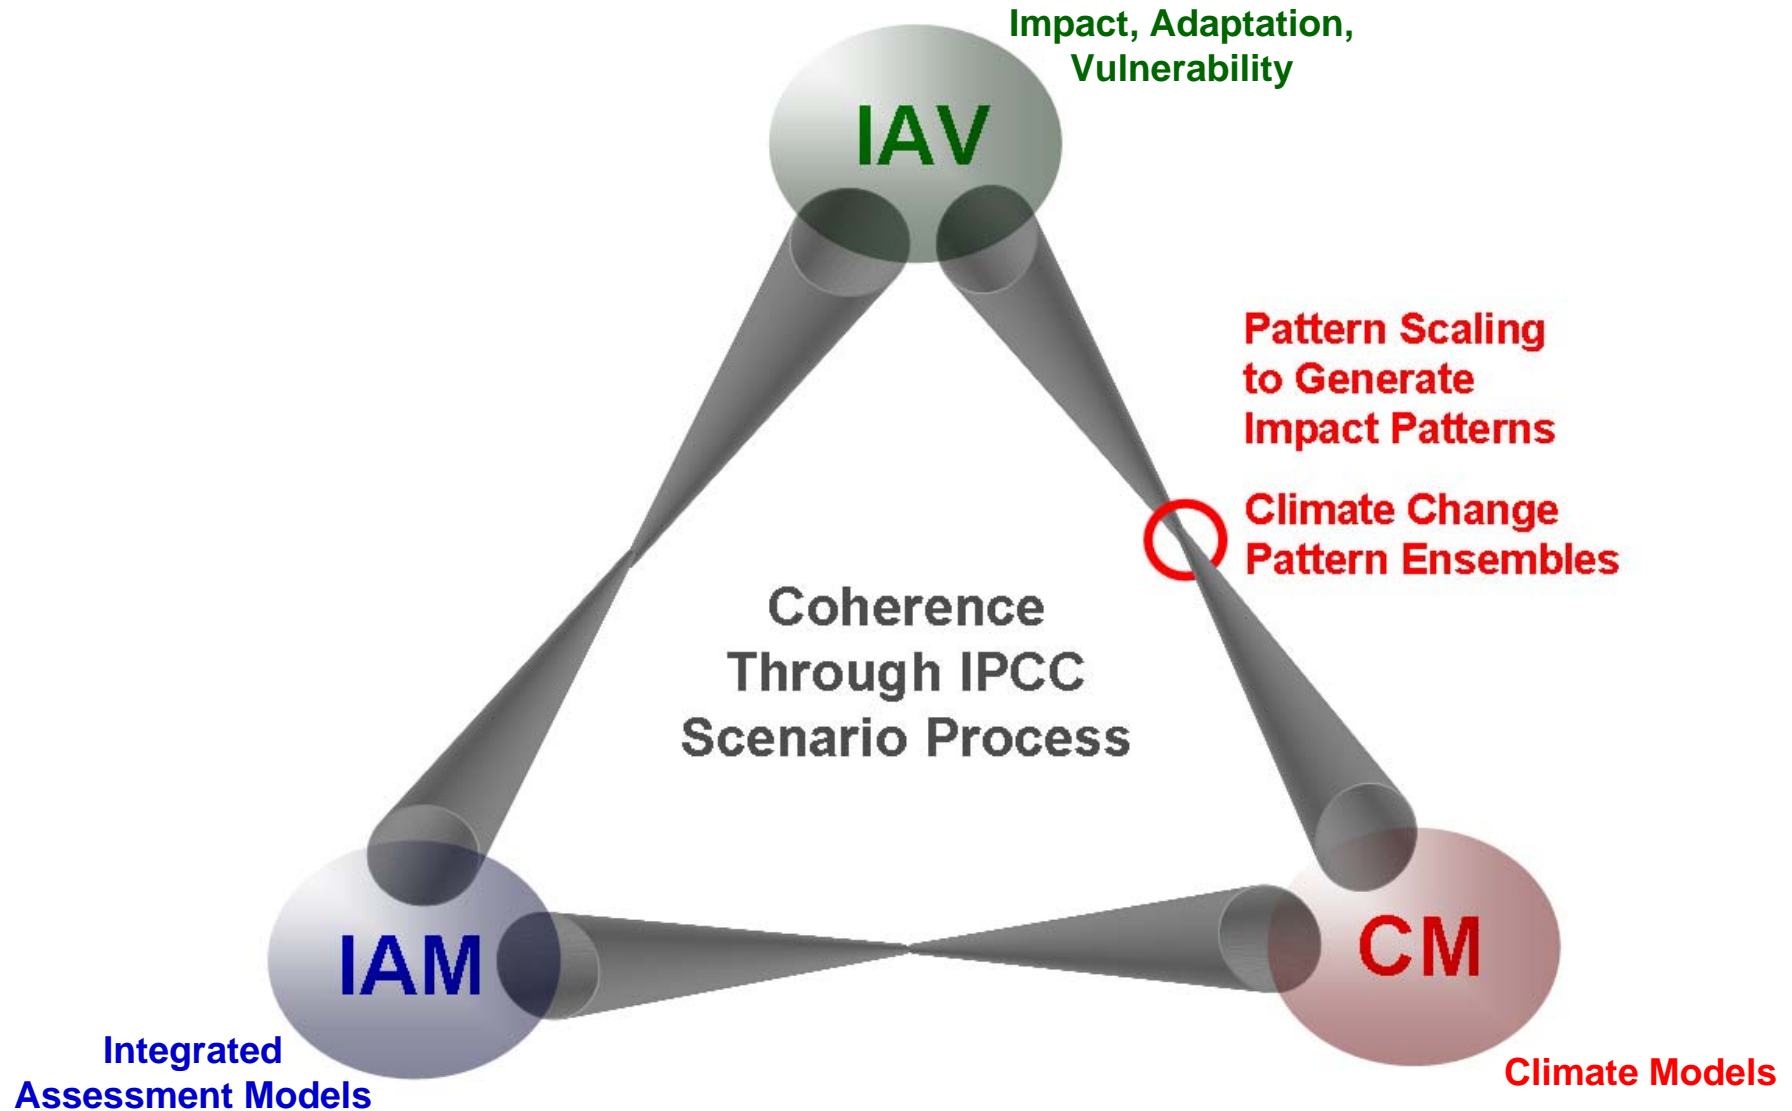 Impact, Adaptation,
Vulnerability
IAV
Pattern Scaling
to Generate
Impact Patterns
Climate Change
Pattern Ensembles
Coherence
Through IPCC
Scenario Process
IAM
CM
Integrated
Assessment Models
Climate Models